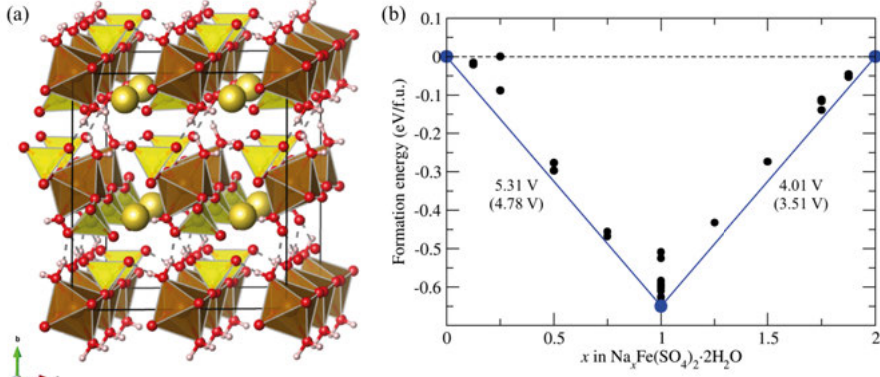 (a)
b
(b)
Formation energy (eV/f.u.)
0.1
0
-0.1
-0.2
-0.3
-0.4
-0.5
-0.6
5.31 V
(4.78 V)
4.01 V
(3.51 V)
0
0.5
1
1.5
2
x in NaₓFe(SO₄)₂·2H₂O